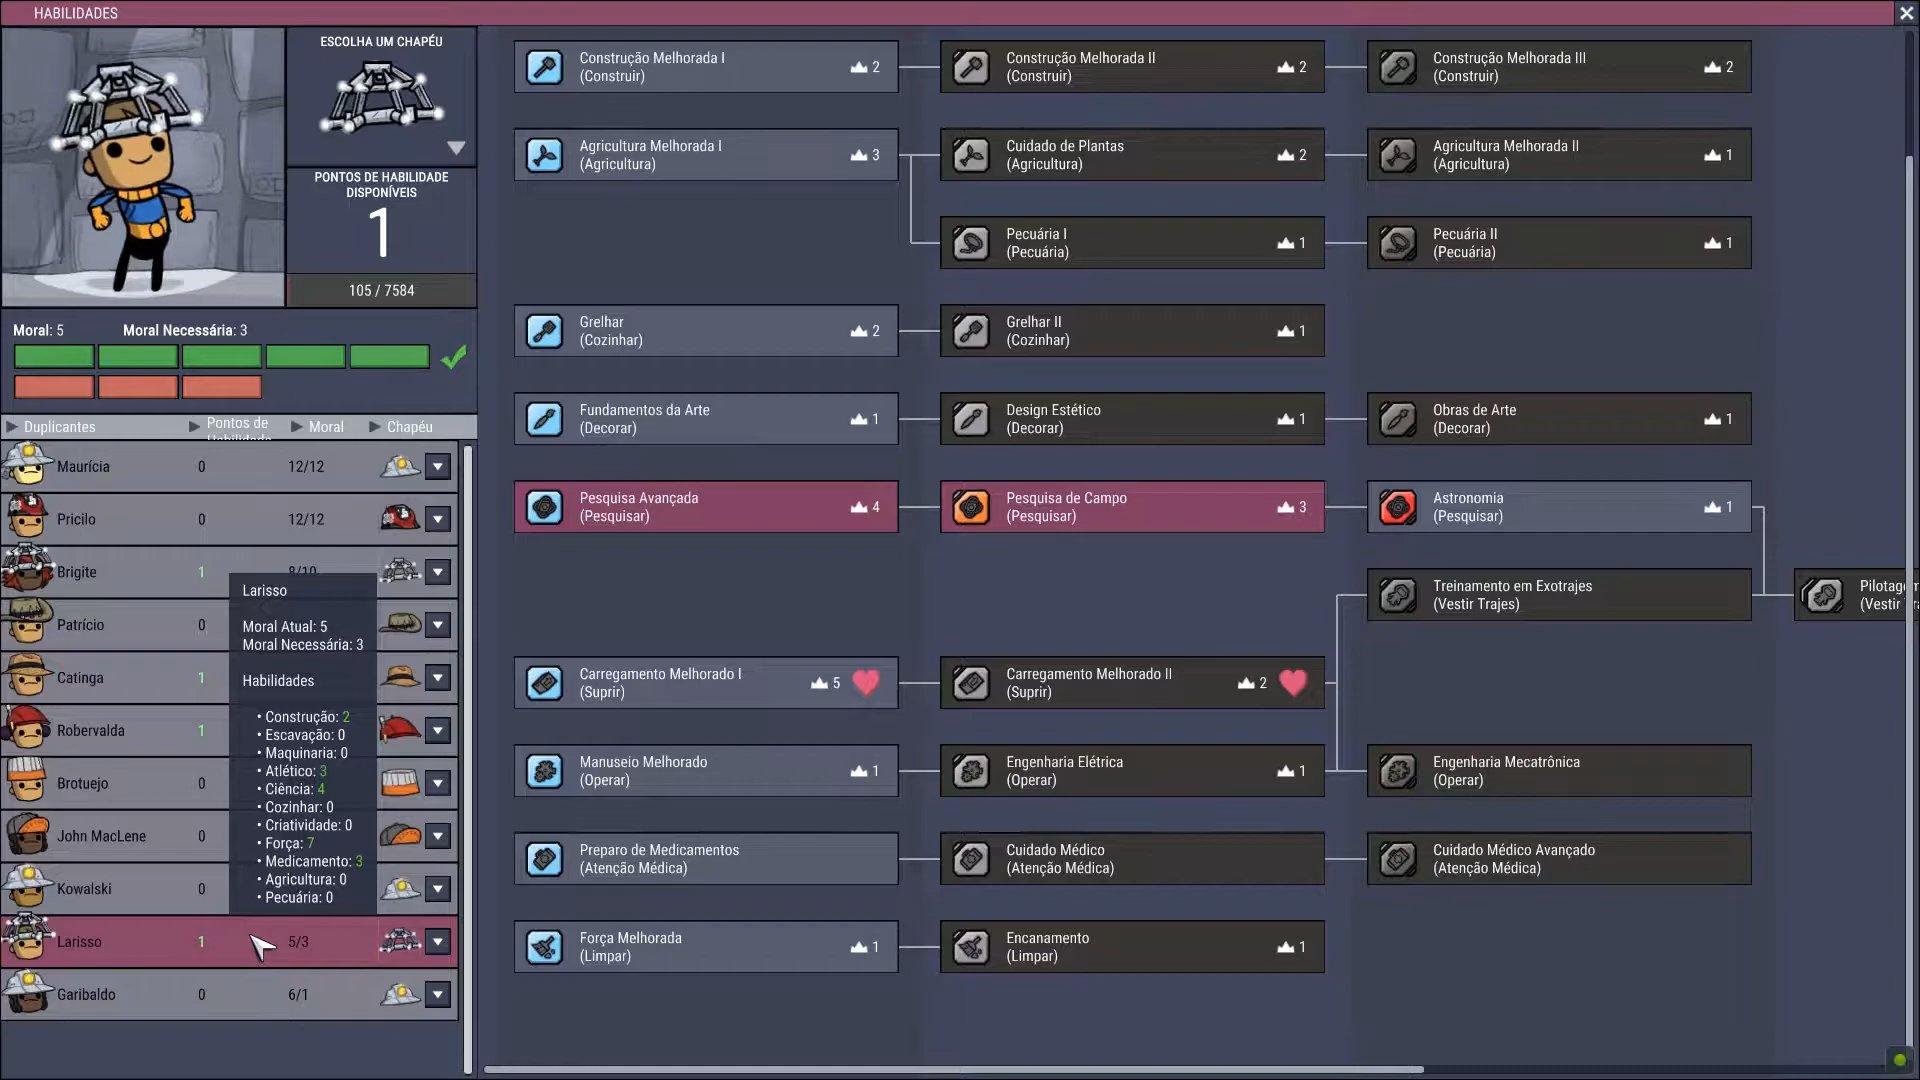 HABILIDADES
ESCOLHA UM CHAPÉU
PONTOS DE HABILIDADE
DISPONÍVEIS
1
105 / 7584
Moral: 5 Moral Necessária: 3
Duplicantes Pontos de Habilidade Moral Chapéu
Maurícia 0 12/12
Pricilo 0 12/12
Brigite 1 8/10
Patrício 0
Catinga 1
Robervalda 1
Brotuejo 0
John MacLene 0
Kowalski 0
Larisso 1 5/3
Garibaldo 0 6/1
Larisso
Moral Atual: 5
Moral Necessária: 3
Habilidades
• Construção: 2
• Escavação: 0
• Maquinaria: 0
• Atlético: 3
• Ciência: 4
• Cozinhar: 0
• Criatividade: 0
• Força: 7
• Medicamento: 3
• Agricultura: 0
• Pecuária: 0
Construção Melhorada I
(Construir)
2
Construção Melhorada II
(Construir)
2
Construção Melhorada III
(Construir)
2
Agricultura Melhorada I
(Agricultura)
3
Cuidado de Plantas
(Agricultura)
2
Agricultura Melhorada II
(Agricultura)
1
Pecuária I
(Pecuária)
1
Pecuária II
(Pecuária)
1
Grelhar
(Cozinhar)
2
Grelhar II
(Cozinhar)
1
Fundamentos da Arte
(Decorar)
1
Design Estético
(Decorar)
1
Obras de Arte
(Decorar)
1
Pesquisa Avançada
(Pesquisar)
4
Pesquisa de Campo
(Pesquisar)
3
Astronomia
(Pesquisar)
1
Treinamento em Exotrajes
(Vestir Trajes)
Carregamento Melhorado I
(Suprir)
5
Carregamento Melhorado II
(Suprir)
2
Manuseio Melhorado
(Operar)
1
Engenharia Elétrica
(Operar)
1
Engenharia Mecatrônica
(Operar)
Preparo de Medicamentos
(Atenção Médica)
Cuidado Médico
(Atenção Médica)
Cuidado Médico Avançado
(Atenção Médica)
Força Melhorada
(Limpar)
1
Encanamento
(Limpar)
1